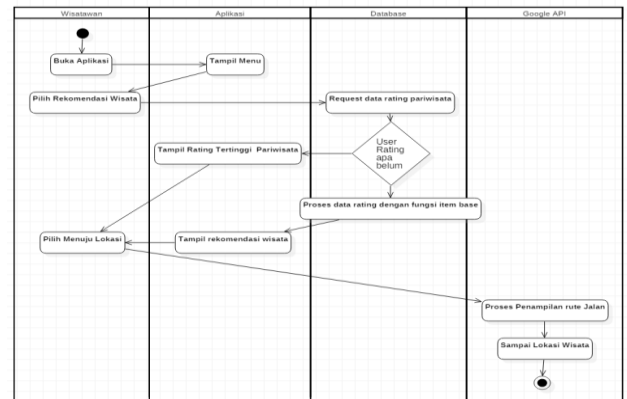 Wisatawan
Aplikasi
Database
Google API
Buka Aplikasi
Tampil Menu
Pilih Rekomendasi Wisata
Request data rating pariwisata
User
Rating
apa
belum
Tampil Rating Tertinggi Pariwisata
Proses data rating dengan fungsi item base
Pilih Menuju Lokasi
Tampil rekomendasi wisata
Proses Penampilan rute Jalan
Sampai Lokasi Wisata